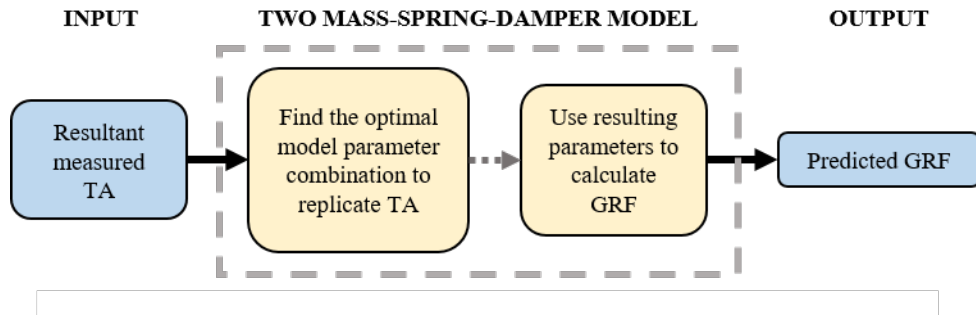 INPUT
TWO MASS-SPRING-DAMPER MODEL
OUTPUT
Resultant
measured
TA
Find the optimal
model parameter
combination to
replicate TA
Use resulting
parameters to
calculate
GRF
Predicted GRF